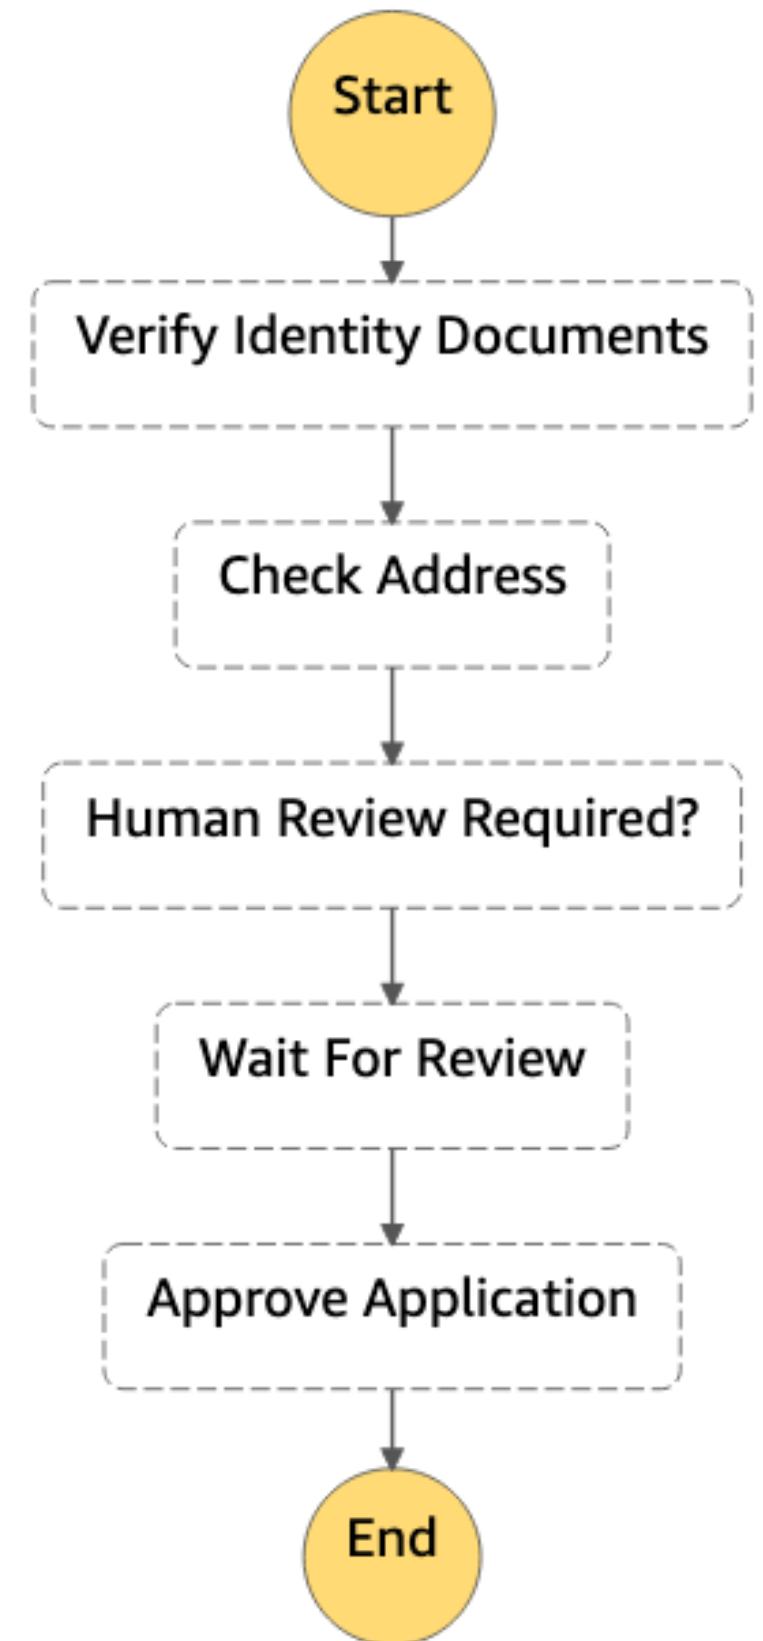 Start
Verify Identity Documents
Check Address
Human Review Required?
Wait For Review
Approve Application
End